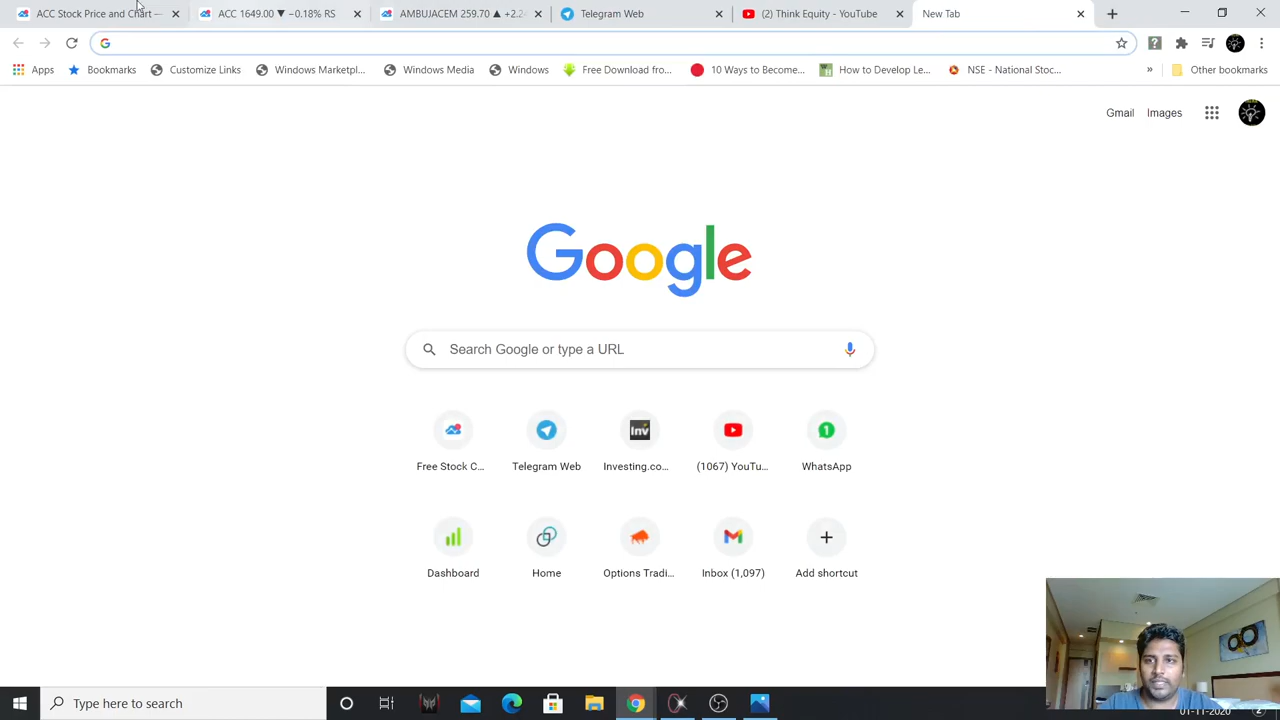 ACC Stock Price and Chart —
ACC 1649.00 ▼ −0.18% RS
AMBUJACEM 259.70 ▲ +2.2
Telegram Web
(2) Think Equity - YouTube
New Tab
Apps
Bookmarks
Customize Links
Windows Marketpl...
Windows Media
Windows
Free Download fro...
10 Ways to Become...
How to Develop Le...
NSE - National Stoc...
»
Other bookmarks
Gmail
Images
Google
Search Google or type a URL
Free Stock C...
Telegram Web
Inv
Investing.co...
(1067) YouTu...
1
WhatsApp
Dashboard
Home
Options Tradi...
Inbox (1,097)
Add shortcut
Type here to search
01-11-2020
2